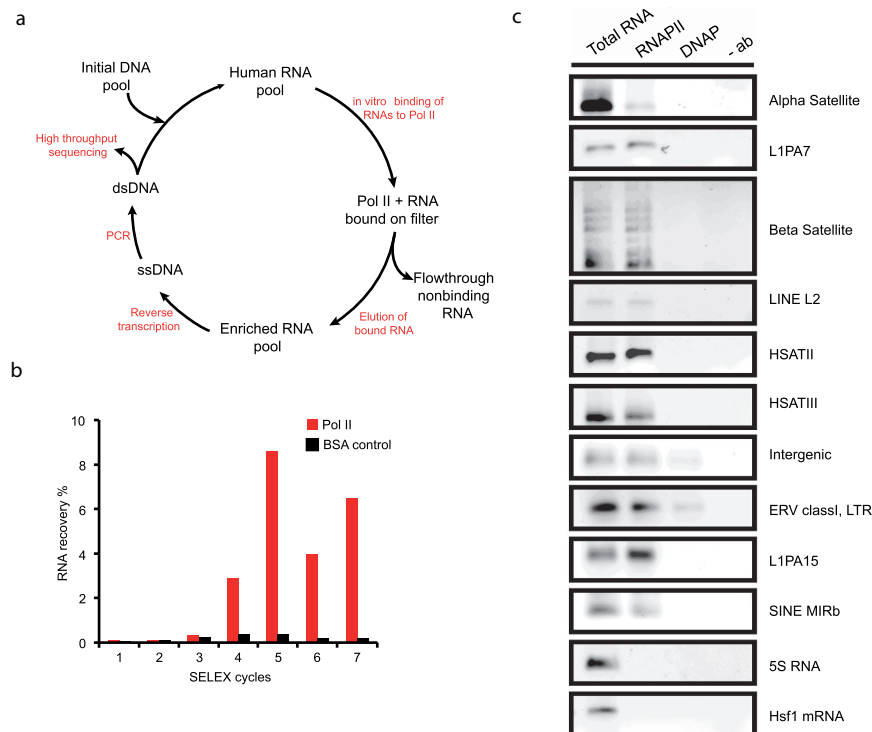 a
Initial DNA
pool
Human RNA
pool
in vitro binding of
RNAs to Pol II
High throughput
sequencing
dsDNA
Pol II + RNA
bound on filter
PCR
ssDNA
Flowthrough
nonbinding
RNA
Reverse
transcription
Enriched RNA
pool
Elution of
bound RNA
b
10
8
6
4
2
0
RNA recovery %
Pol II
BSA control
1 2 3 4 5 6 7
SELEX cycles
c
Total RNA
RNAPII
DNAP
- ab
Alpha Satellite
L1PA7
Beta Satellite
LINE L2
HSATII
HSATIII
Intergenic
ERV classI, LTR
L1PA15
SINE MIRb
5S RNA
Hsf1 mRNA